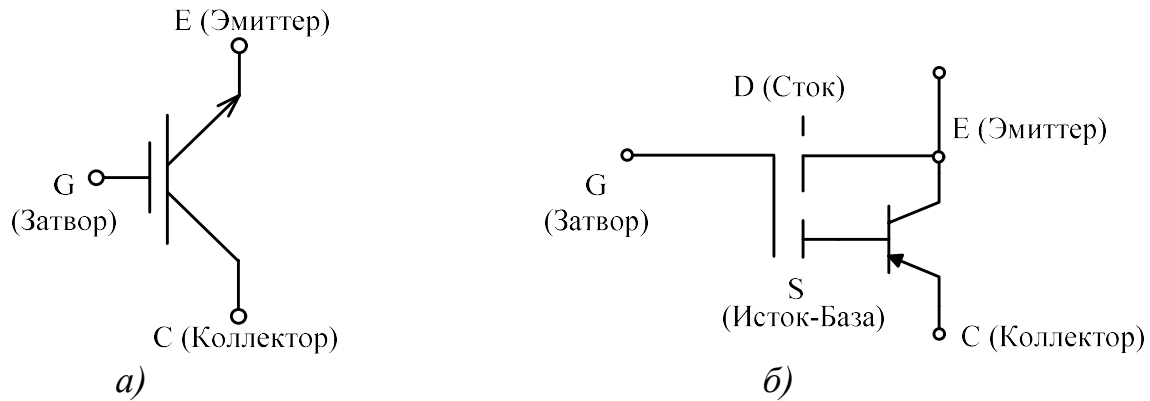 E (Эмиттер)
G
(Затвор)
C (Коллектор)
а)
D (Сток)
E (Эмиттер)
G
(Затвор)
S
(Исток-База)
C (Коллектор)
б)